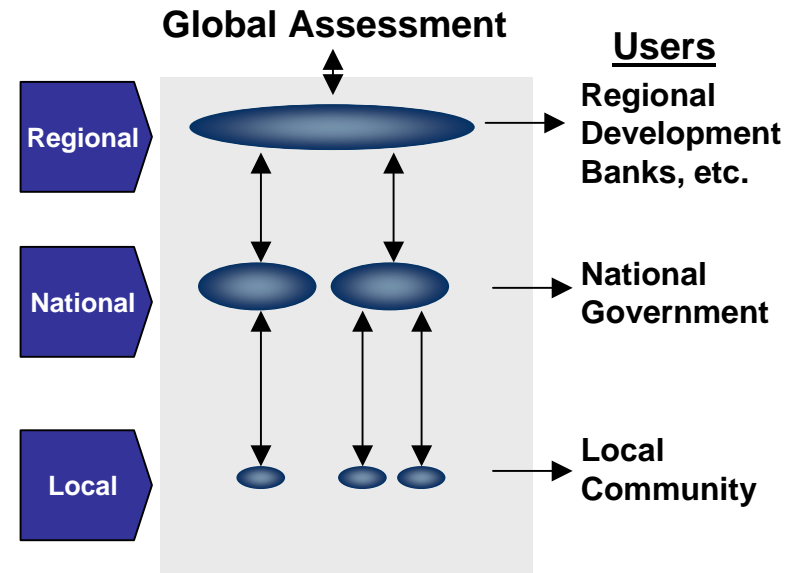 Global Assessment
Users
Regional
Regional
Development
Banks, etc.
National
National
Government
Local
Local
Community